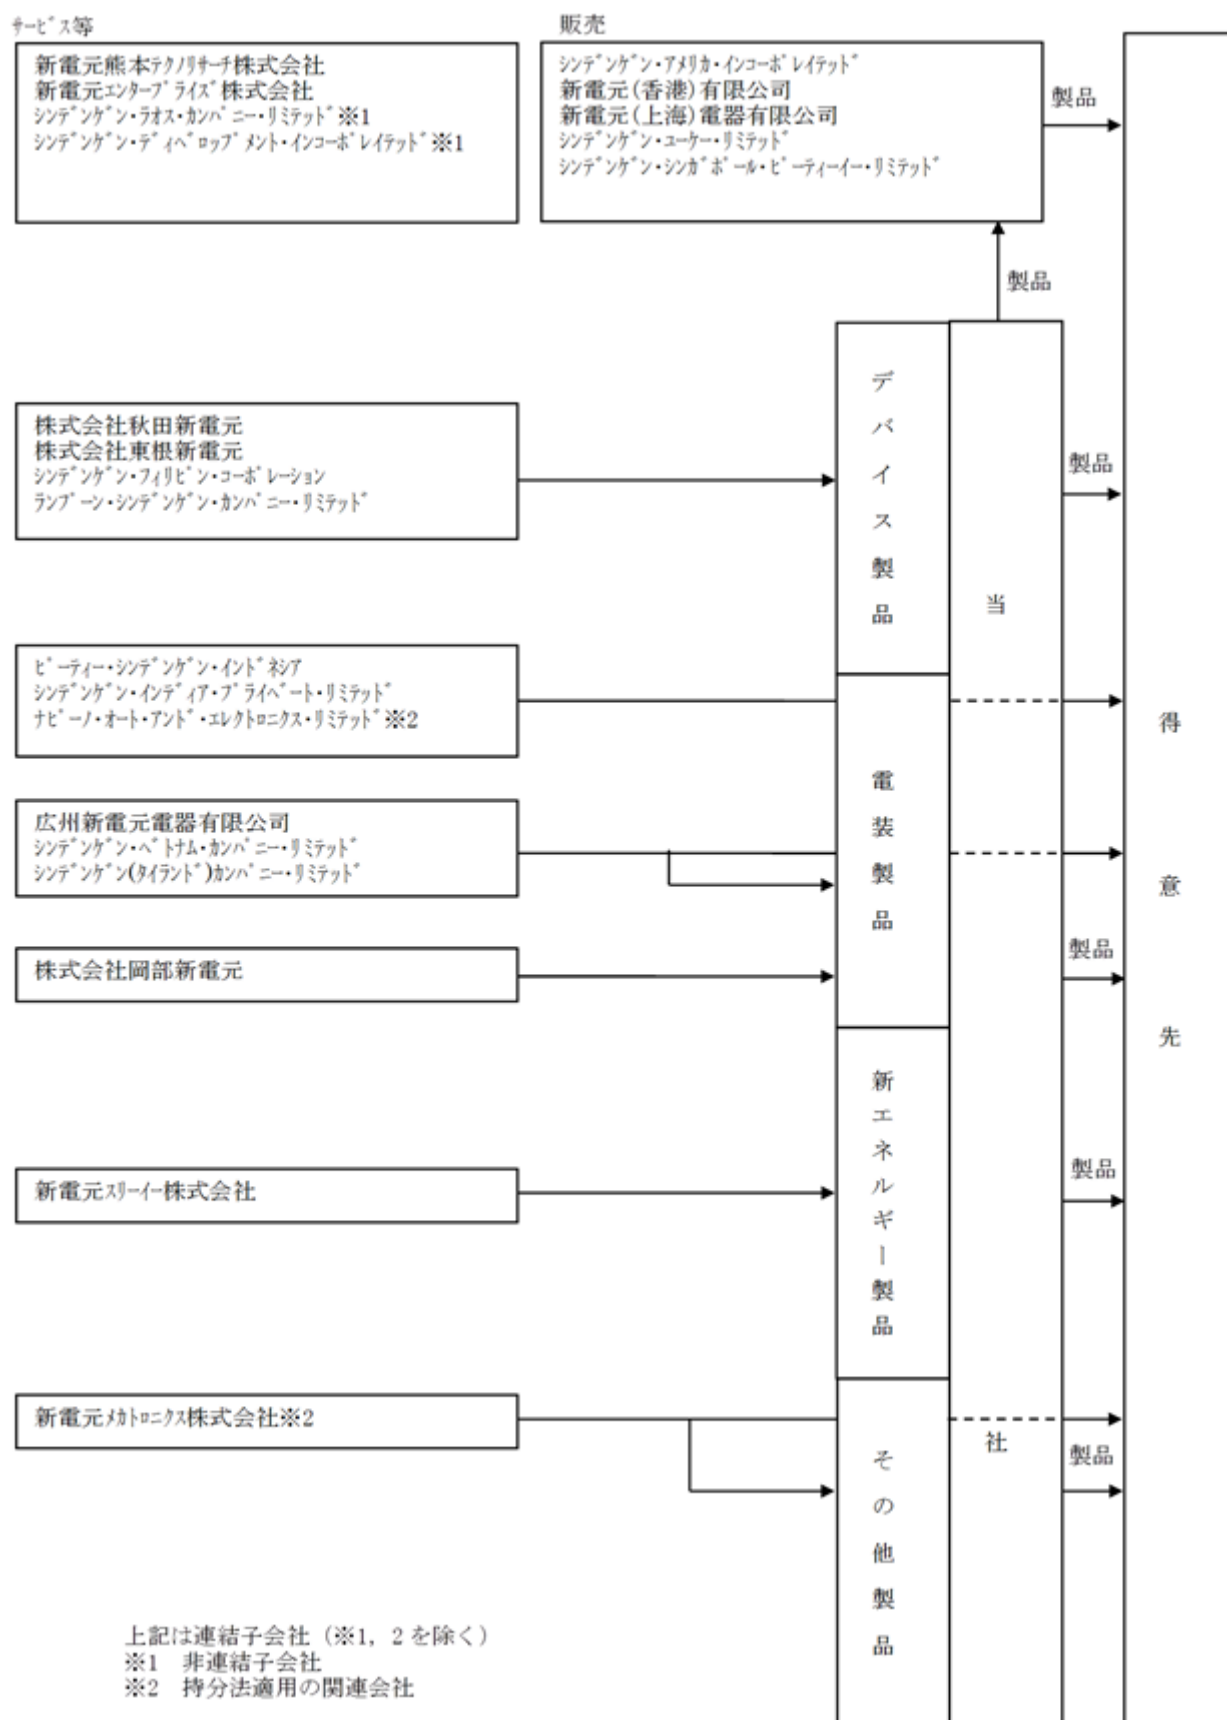 サービス等
新電元熊本テクノリサーチ株式会社
新電元エンタープライズ株式会社
シンデンゲン・ラオス・カンパニー・リミテッド※1
シンデンゲン・ディベロップメント・インコーポレイテッド※1
販売
シンデンゲン・アメリカ・インコーポレイテッド
新電元(香港)有限公司
新電元(上海)電器有限公司
シンデンゲン・ユーケー・リミテッド
シンデンゲン・シンガポール・ピーティーイー・リミテッド
製品
製品
株式会社秋田新電元
株式会社東根新電元
シンデンゲン・フィリピン・コーポレーション
ランプーン・シンデンゲン・カンパニー・リミテッド
デバイス製品
製品
ピーティー・シンデンゲン・インドネシア
シンデンゲン・インディア・プライベート・リミテッド
ナピーノ・オート・アンド・エレクトロニクス・リミテッド※2
広州新電元電器有限公司
シンデンゲン・ベトナム・カンパニー・リミテッド
シンデンゲン(タイランド)カンパニー・リミテッド
電装製品
株式会社岡部新電元
製品
新電元スリーイー株式会社
新エネルギー製品
製品
新電元メカトロニクス株式会社※2
その他製品
製品
当社
得意先
上記は連結子会社（※1，2を除く）
※1　非連結子会社
※2　持分法適用の関連会社